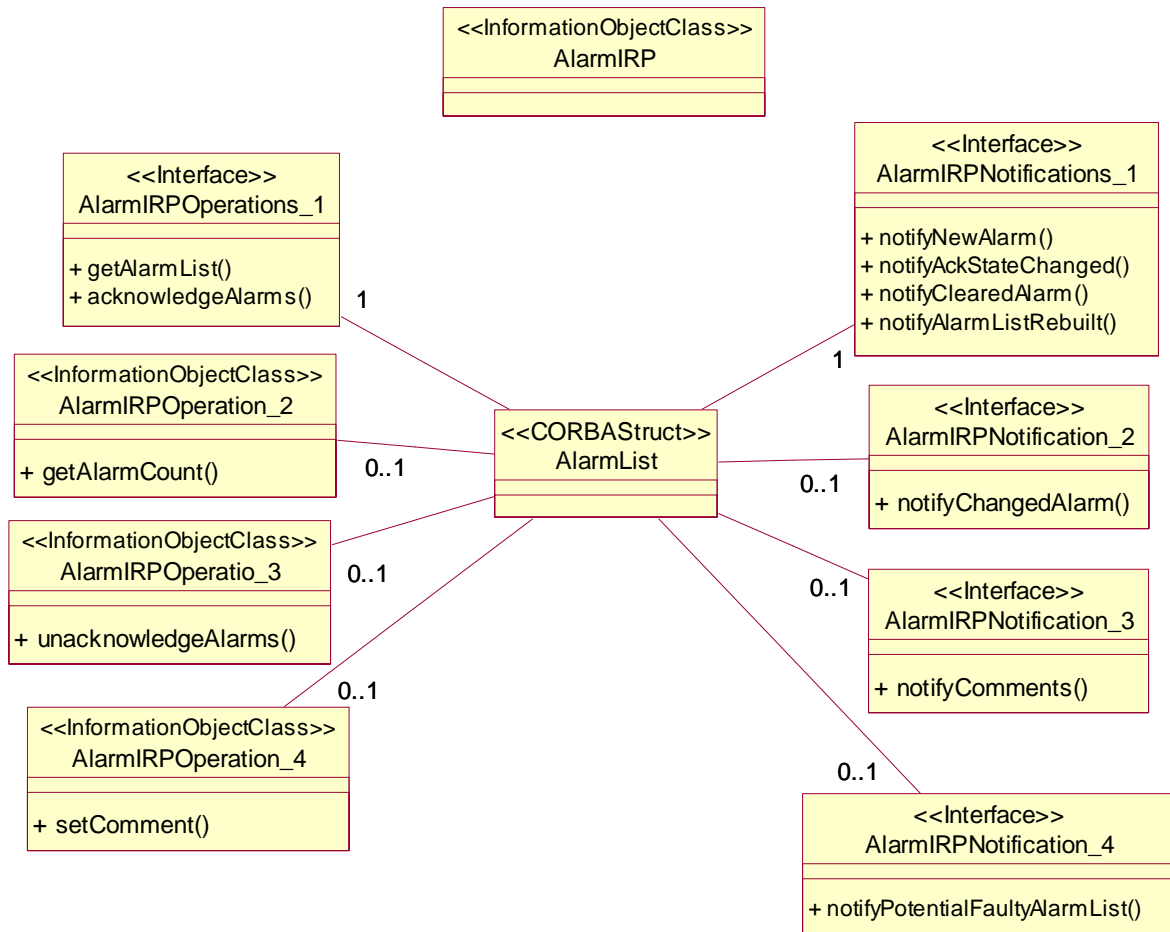 <<InformationObjectClass>>
AlarmIRP
<<Interface>>
AlarmIRPOperations_1
+ getAlarmList()
+ acknowledgeAlarms()
1
<<Interface>>
AlarmIRPNotifications_1
+ notifyNewAlarm()
+ notifyAckStateChanged()
+ notifyClearedAlarm()
+ notifyAlarmListRebuilt()
1
<<InformationObjectClass>>
AlarmIRPOperation_2
+ getAlarmCount()
0..1
<<CORBAStruct>>
AlarmList
<<Interface>>
AlarmIRPNotification_2
+ notifyChangedAlarm()
0..1
<<InformationObjectClass>>
AlarmIRPOperatio_3
+ unacknowledgeAlarms()
0..1
<<Interface>>
AlarmIRPNotification_3
+ notifyComments()
0..1
<<InformationObjectClass>>
AlarmIRPOperation_4
+ setComment()
0..1
<<Interface>>
AlarmIRPNotification_4
+ notifyPotentialFaultyAlarmList()
0..1